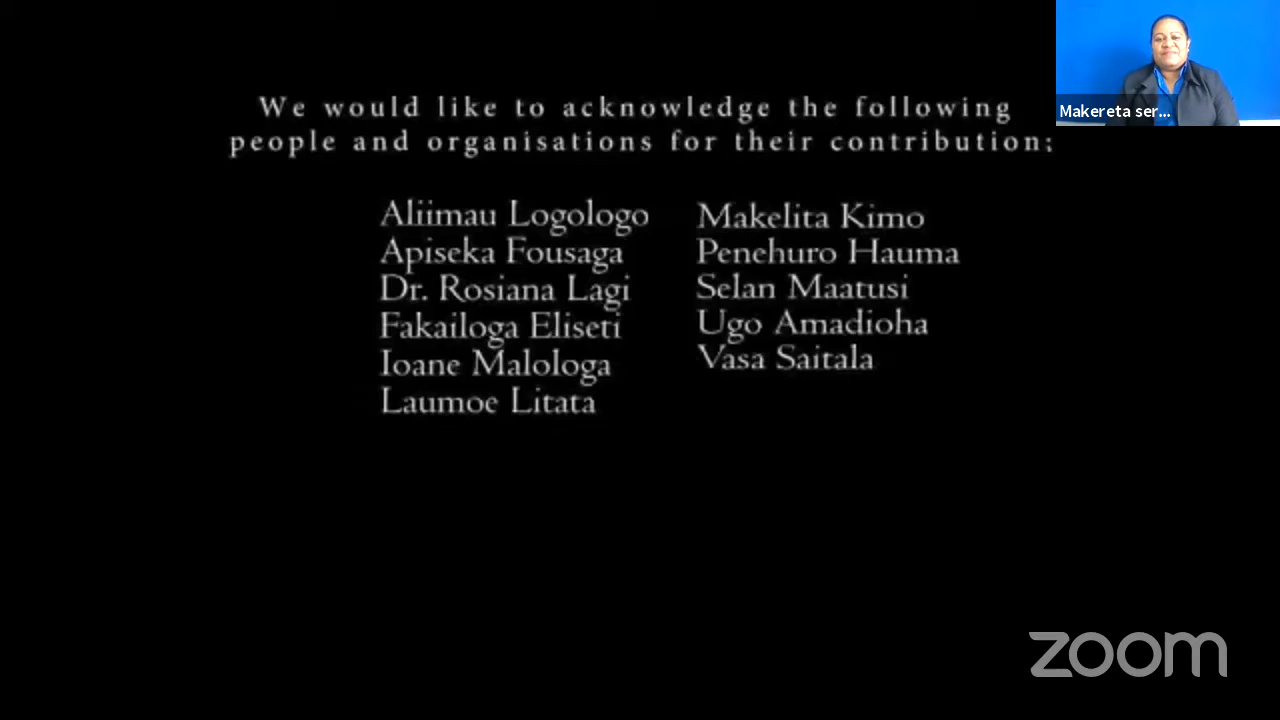 We would like to acknowledge the following
people and organisations for their contribution;
Aliimau Logologo
Apiseka Fousaga
Dr. Rosiana Lagi
Fakailoga Eliseti
Ioane Malologa
Laumoe Litata
Makelita Kimo
Penehuro Hauma
Selan Maatusi
Ugo Amadioha
Vasa Saitala
Makereta ser...
zoom